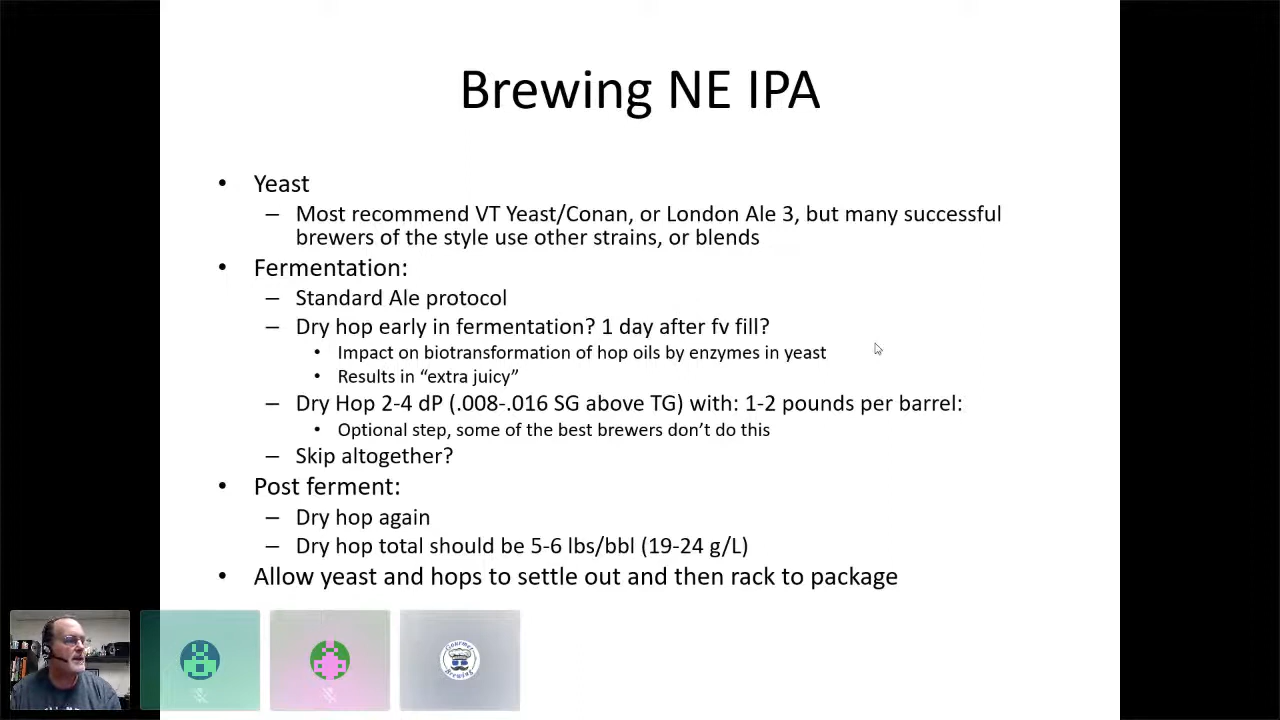 Brewing NE IPA
• Yeast
– Most recommend VT Yeast/Conan, or London Ale 3, but many successful
brewers of the style use other strains, or blends
• Fermentation:
– Standard Ale protocol
– Dry hop early in fermentation? 1 day after fv fill?
• Impact on biotransformation of hop oils by enzymes in yeast
• Results in “extra juicy”
– Dry Hop 2-4 dP (.008-.016 SG above TG) with: 1-2 pounds per barrel:
• Optional step, some of the best brewers don’t do this
– Skip altogether?
• Post ferment:
– Dry hop again
– Dry hop total should be 5-6 lbs/bbl (19-24 g/L)
• Allow yeast and hops to settle out and then rack to package
Brewing